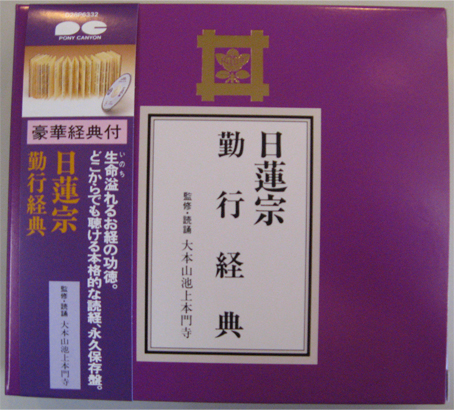 PONY CANYON
豪華経典付
日蓮宗
勤行経典
生命溢れるお経の功徳。
いのち
どこからでも聴ける本格的な読経、永久保存盤。
監修・読誦 大本山池上本門寺
日蓮宗
勤行経典
監修・読誦 大本山池上本門寺